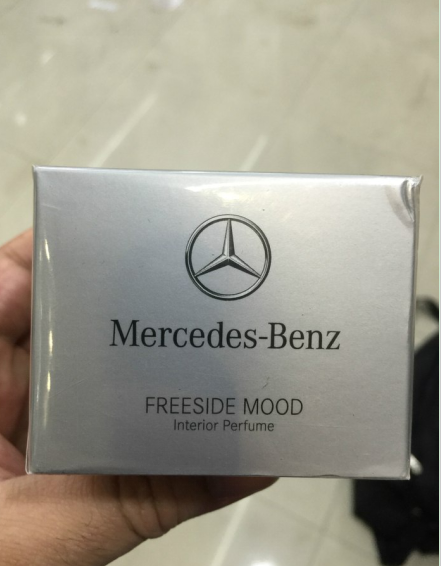 Mercedes-Benz
FREESIDE MOOD
Interior Perfume